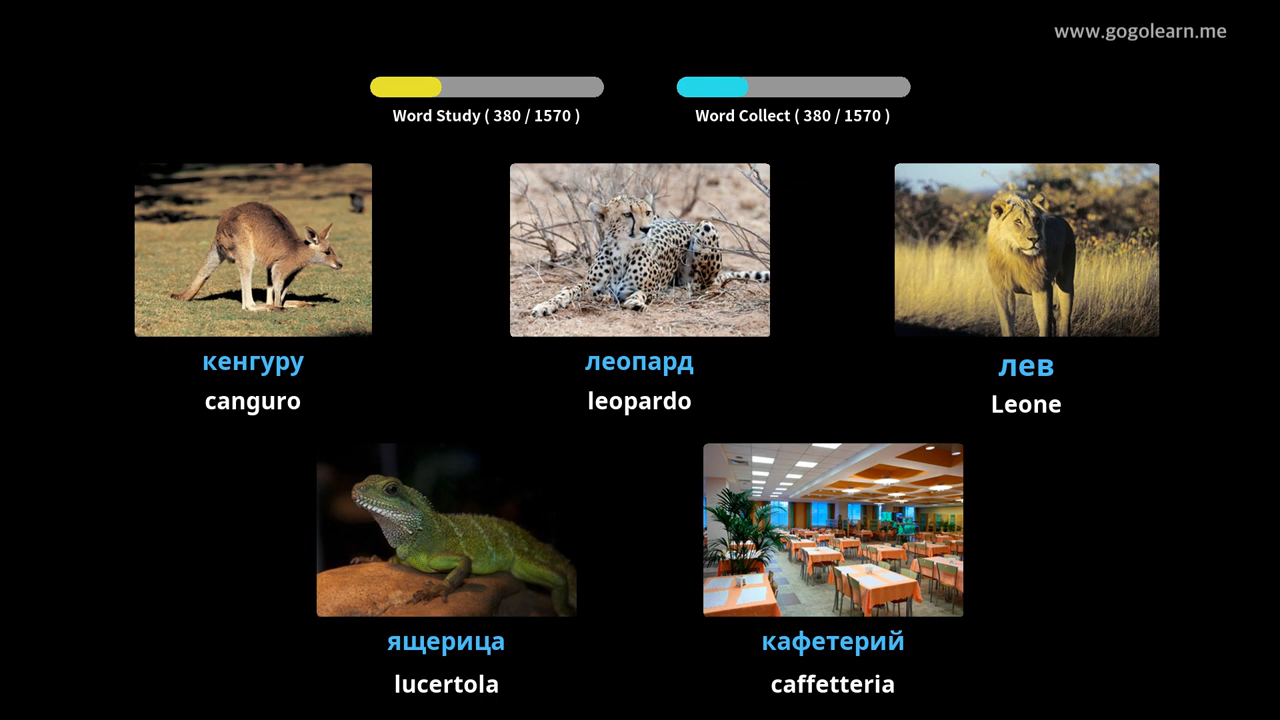 www.gogolearn.me
Word Study ( 380 / 1570 )
Word Collect ( 380 / 1570 )
кенгуру
canguro
леопард
leopardo
лев
Leone
ящерица
lucertola
кафетерий
caffetteria